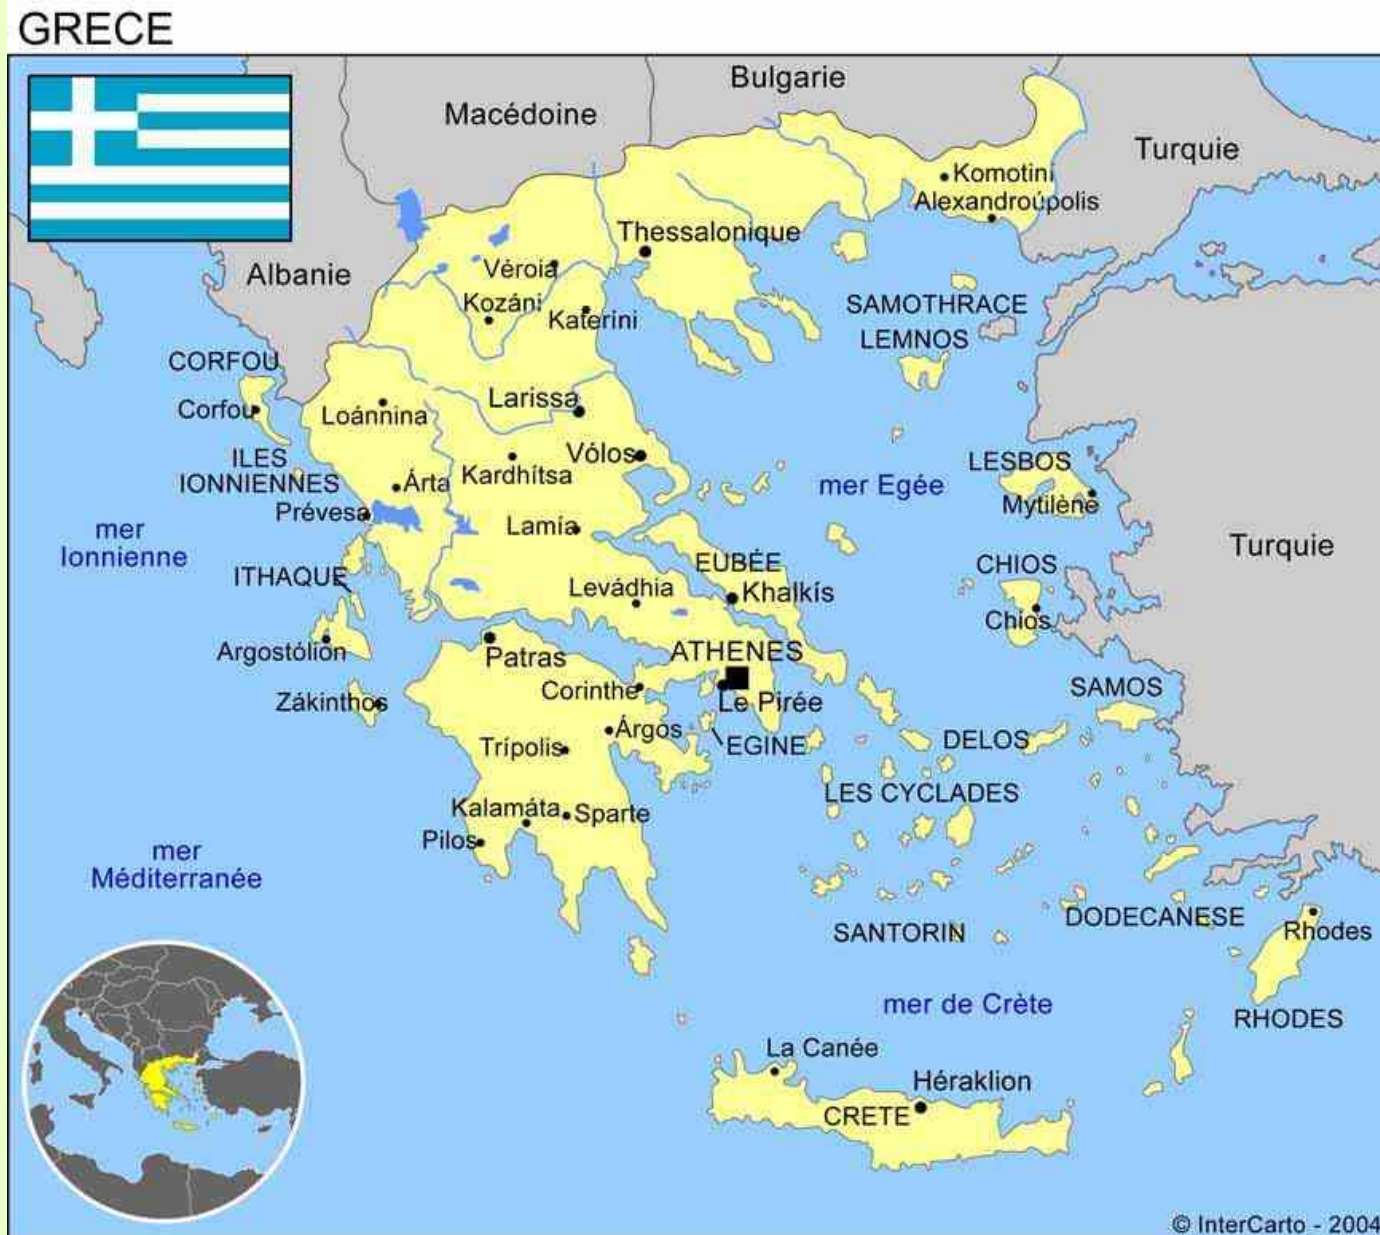 GRECE
Bulgarie
Macédoine
Turquie
Komotini
Alexandroúpolis
Thessalonique
Albanie
Véroia
Kozáni
Katerini
SAMOTHRACE
LEMNOS
CORFOU
Corfou
Loánnina
Larissa
ILES
IONNIENNES
Árta
Kardhítsa
Vólos
LESBOS
Mytilène
mer Egée
Prévesa
Lamía
mer
Ionnienne
Turquie
EUBÉE
CHIOS
ITHAQUE
Levádhia
Khalkís
Chios
Argostólion
Patras
ATHENES
Zákinthos
Corinthe
Le Pirée
SAMOS
Trípolis
Árgos
EGINE
DELOS
LES CYCLADES
Kalamáta
Sparte
Pilos
mer
Méditerranée
SANTORIN
DODECANESE
Rhodes
mer de Crète
RHODES
La Canée
Héraklion
CRETE
© InterCarto - 2004